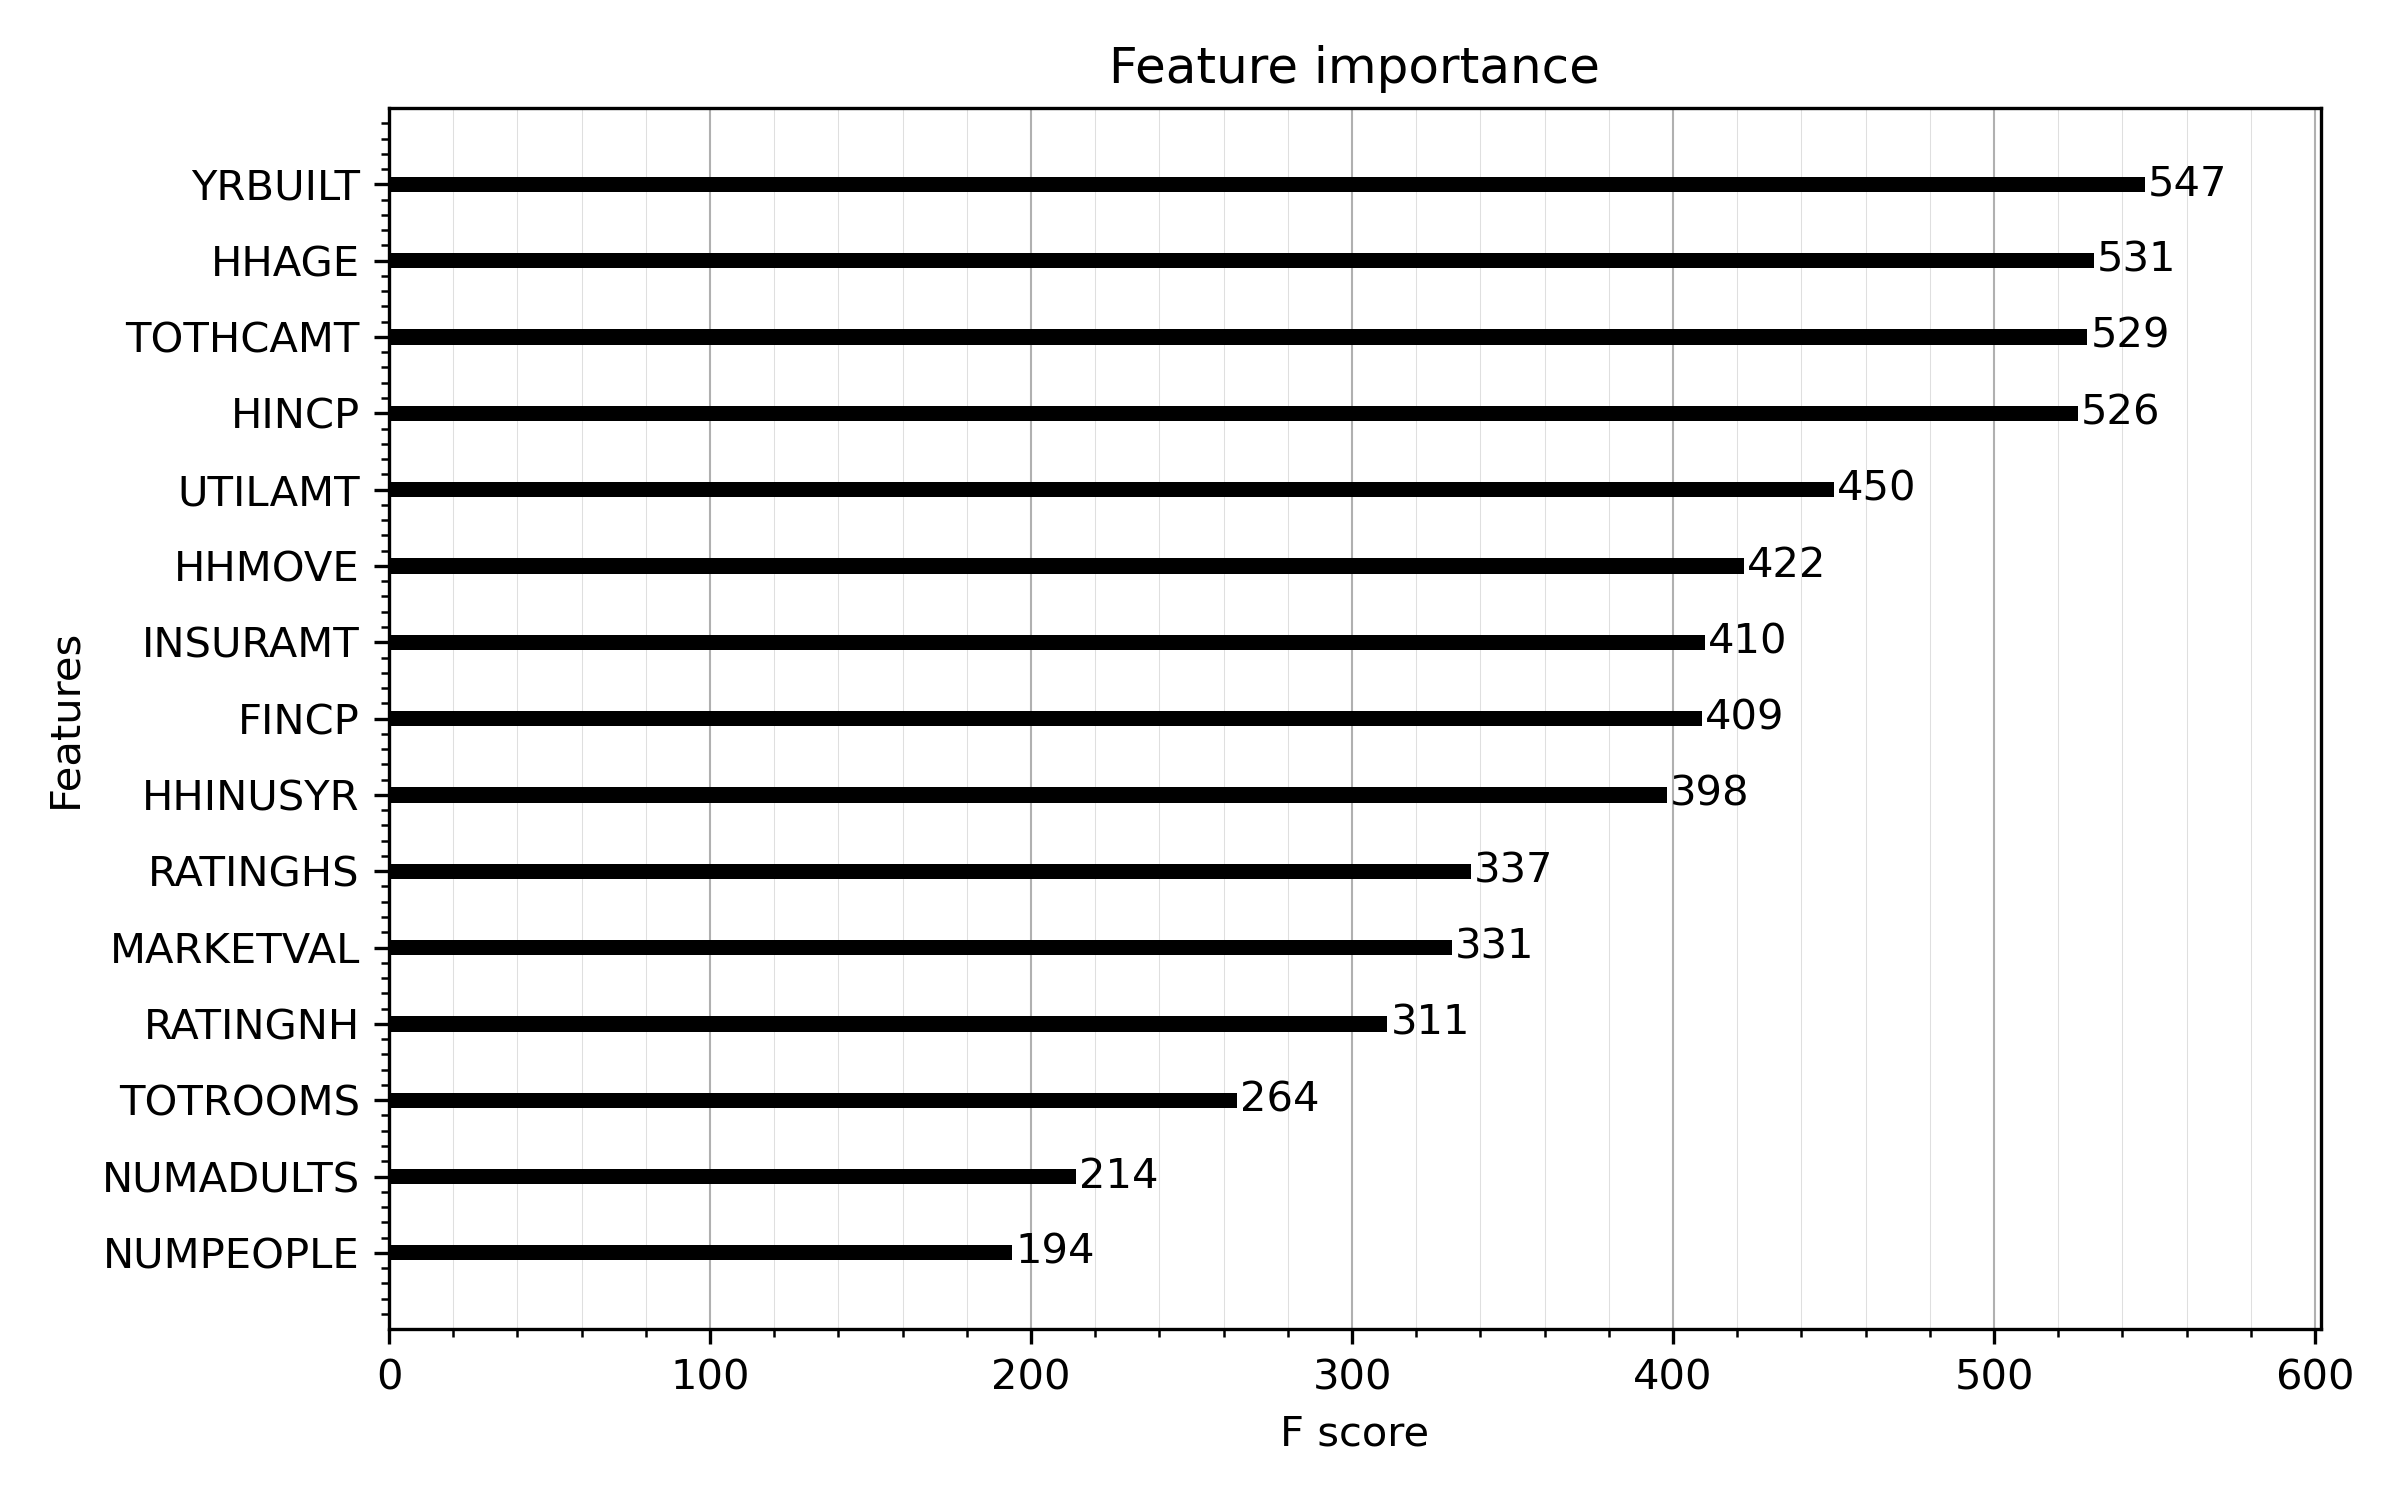 Feature importance
YRBUILT 547
HHAGE 531
TOTHCAMT 529
HINCP 526
UTILAMT 450
HHMOVE 422
INSURAMT 410
FINCP 409
HHINUSYR 398
RATINGHS 337
MARKETVAL 331
RATINGNH 311
TOTROOMS 264
NUMADULTS 214
NUMPEOPLE 194
Features
0 100 200 300 400 500 600
F score